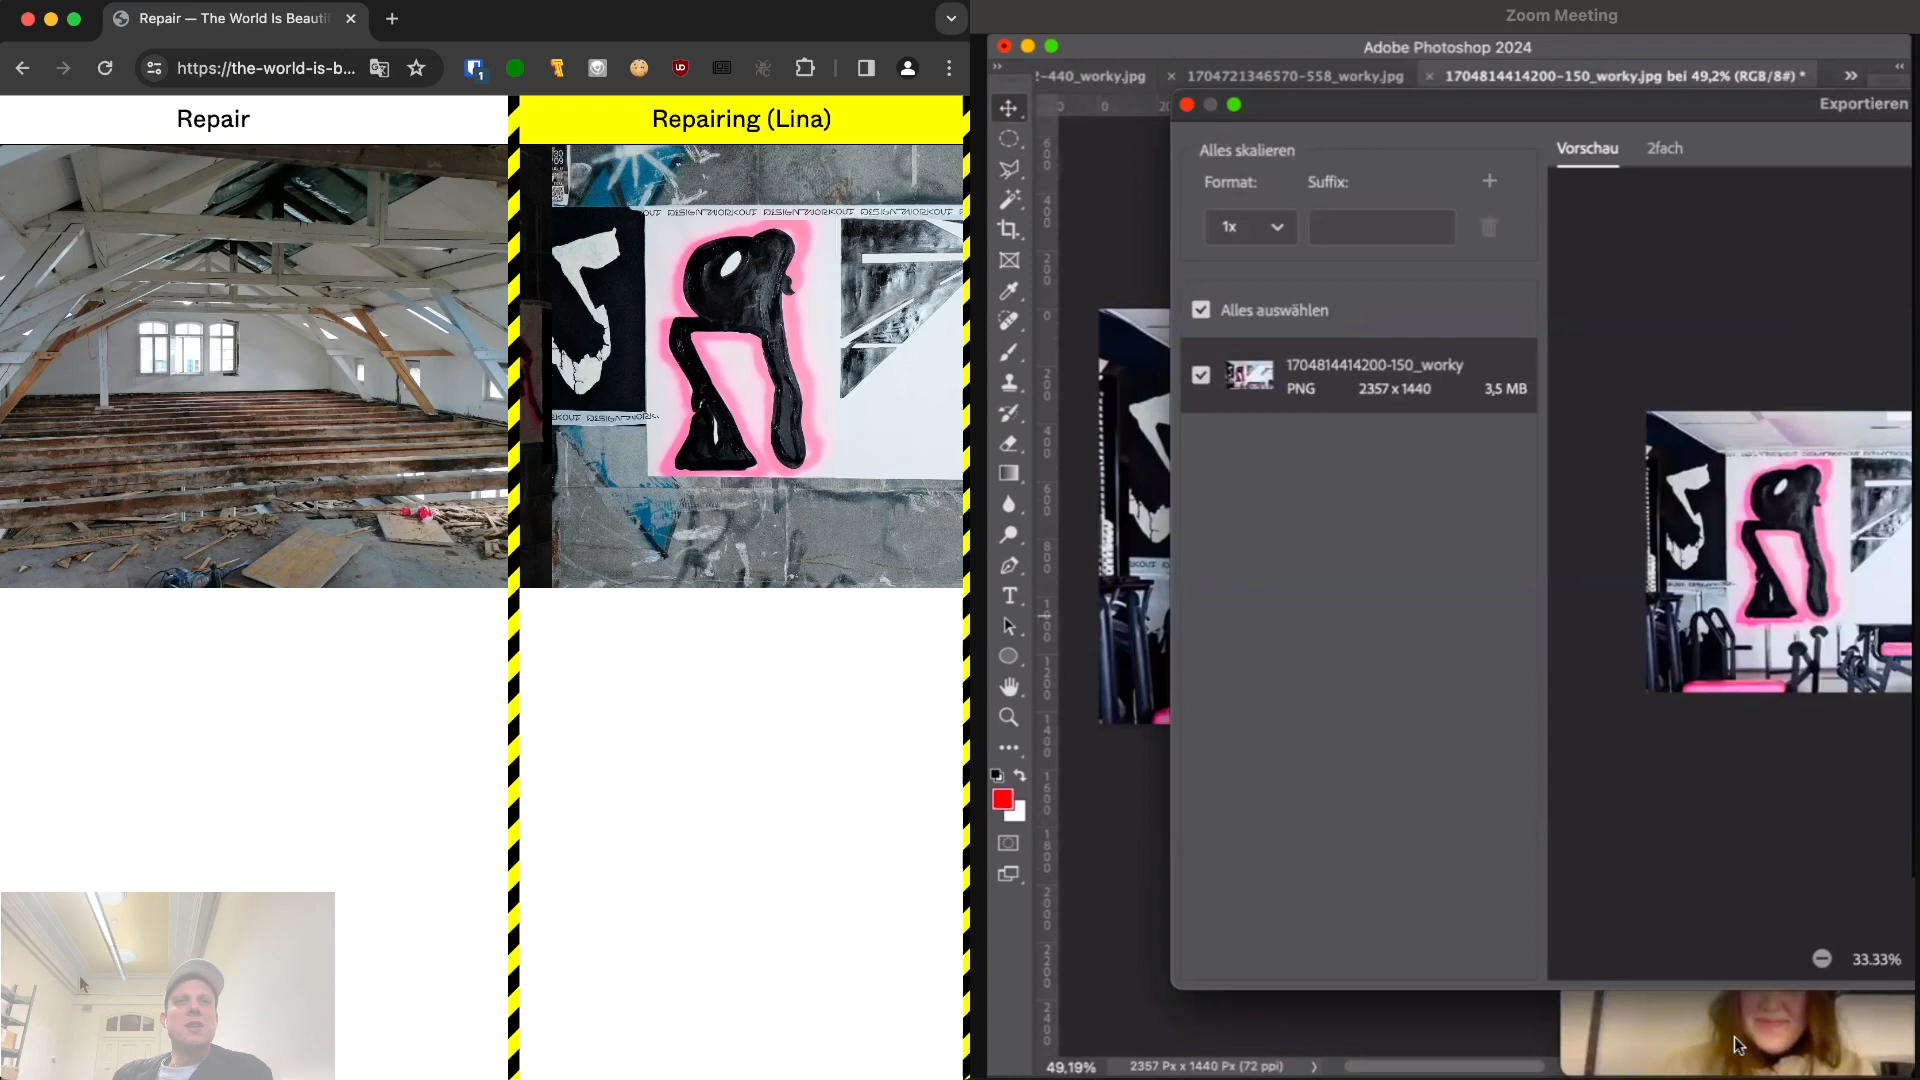 Repair — The World Is Beautif
https://the-world-is-b...
1
Repair
Repairing (Lina)
OUT DESIGN WORKOUT DESIGN WORKOUT DESIGN WORKOUT
Zoom Meeting
Adobe Photoshop 2024
!-440_worky.jpg
1704721346570-558_worky.jpg
1704814414200-150_worky.jpg bei 49,2% (RGB/8#) *
Exportieren
Alles skalieren
Format:
Suffix:
1x
Vorschau
2fach
Alles auswählen
1704814414200-150_worky
PNG
2357 x 1440
3,5 MB
33.33%
49,19%
2357 Px x 1440 Px (72 ppi)